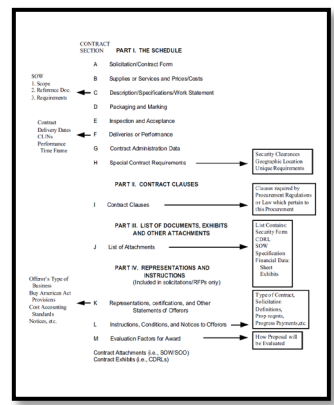 CONTRACT
SECTION
PART I. THE SCHEDULE
A Solicitation/Contract Form
B Supplies or Services and Prices/Costs
SOW
1. Scope
2. Reference Doc.
3. Requirements
C Description/Specifications/Work Statement
D Packaging and Marking
E Inspection and Acceptance
Contract
Delivery Dates
CLINs
Performance
Time Frame
F Deliveries or Performance
G Contract Administration Data
H Special Contract Requirements
Security Clearances
Geographic Location
Unique Requirements
PART II. CONTRACT CLAUSES
I Contract Clauses
Clauses required by
Procurement Regulations
or Law which pertain to
this Procurement
PART III. LIST OF DOCUMENTS, EXHIBITS
AND OTHER ATTACHMENTS
J List of Attachments
List Contains:
Security Form
CDRL
SOW
Specification
Financial Data:
Sheet
Exhibits
PART IV. REPRESENTATIONS AND
INSTRUCTIONS
(Included in solicitations/RFPs only)
Offeror's Type of
Business
Buy American Act
Provisions
Cost Accounting
Standards
Notices, etc.
K Representations, certifications, and Other
Statements of Offerors
L Instructions, Conditions, and Notices to Offerors
Type of Contract,
Solicitation
Definitions,
Prop reqmts,
Progress Payments, etc
M Evaluation Factors for Award
How Proposal will
be Evaluated
Contract Attachments (i.e., SOW/SOO)
Contract Exhibits (i.e., CDRLs)